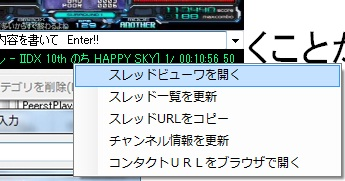 113440
129
内容を書いて Enter!!
くことか
- IIDX 10th のち HAPPY SKY] 1/ 00:10:56 50
スレッドビューワを開く
テゴリを削除(
スレッド一覧を更新
PeerstPlay
スレッドURLをコピー
入力
チャンネル情報を更新
コンタクトＵＲＬをブラウザで開く